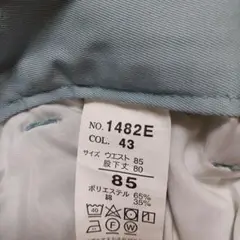 NO. 1482E
COL. 43
サイズ ウエスト 85
股下丈 80
85
ポリエステル 65%
綿 35%